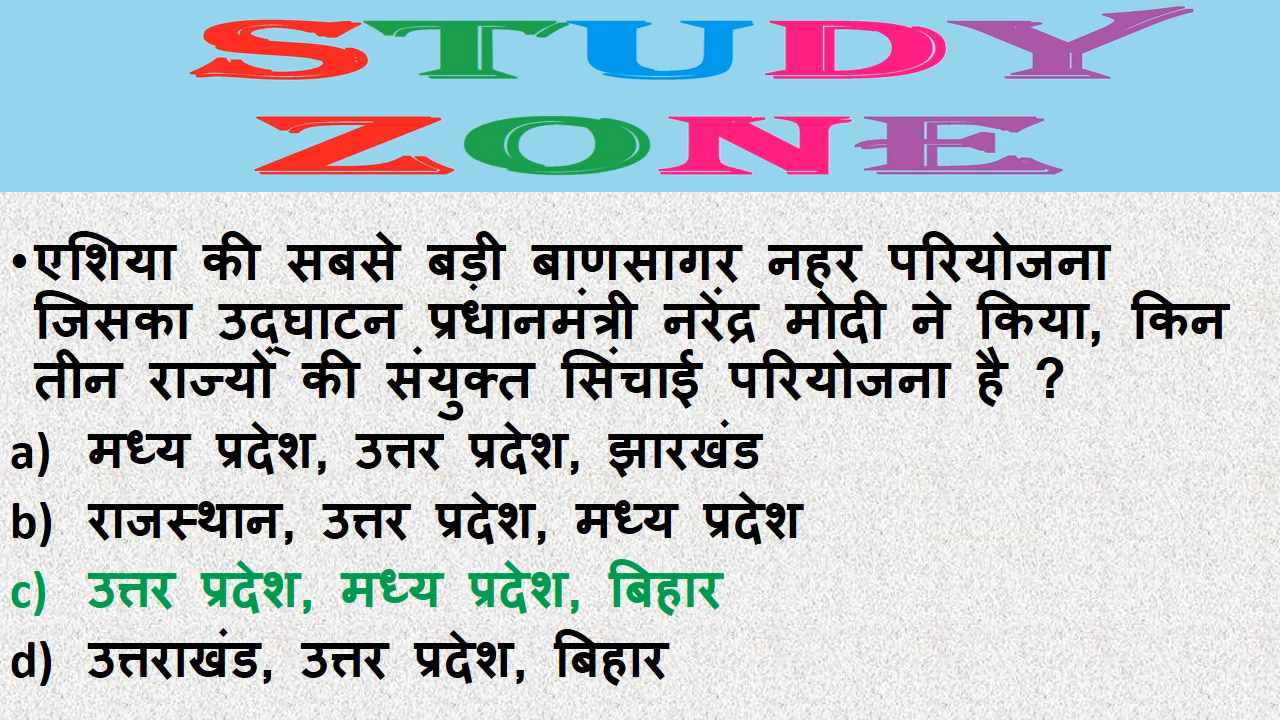 STUDY
ZONE
•एशिया की सबसे बड़ी बाणसागर नहर परियोजना
जिसका उद्घाटन प्रधानमंत्री नरेंद्र मोदी ने किया, किन
तीन राज्यों की संयुक्त सिंचाई परियोजना है ?
a) मध्य प्रदेश, उत्तर प्रदेश, झारखंड
b) राजस्थान, उत्तर प्रदेश, मध्य प्रदेश
c) उत्तर प्रदेश, मध्य प्रदेश, बिहार
d) उत्तराखंड, उत्तर प्रदेश, बिहार